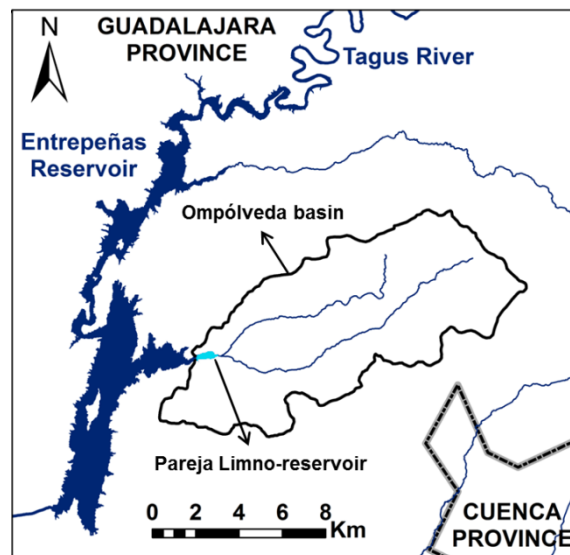 N
GUADALAJARA
PROVINCE
Tagus River
Entrepeñas
Reservoir
Ompólveda basin
Pareja Limno-reservoir
0 2 4 6 8
Km
CUENCA
PROVINCE